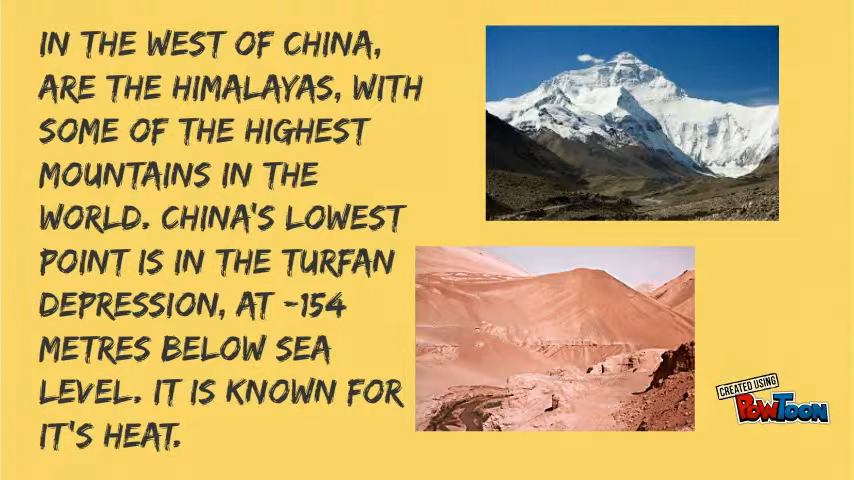 IN THE WEST OF CHINA,
ARE THE HIMALAYAS, WITH
SOME OF THE HIGHEST
MOUNTAINS IN THE
WORLD. CHINA'S LOWEST
POINT IS IN THE TURFAN
DEPRESSION, AT -154
METRES BELOW SEA
LEVEL. IT IS KNOWN FOR
IT'S HEAT.
CREATED USING
POWTOON